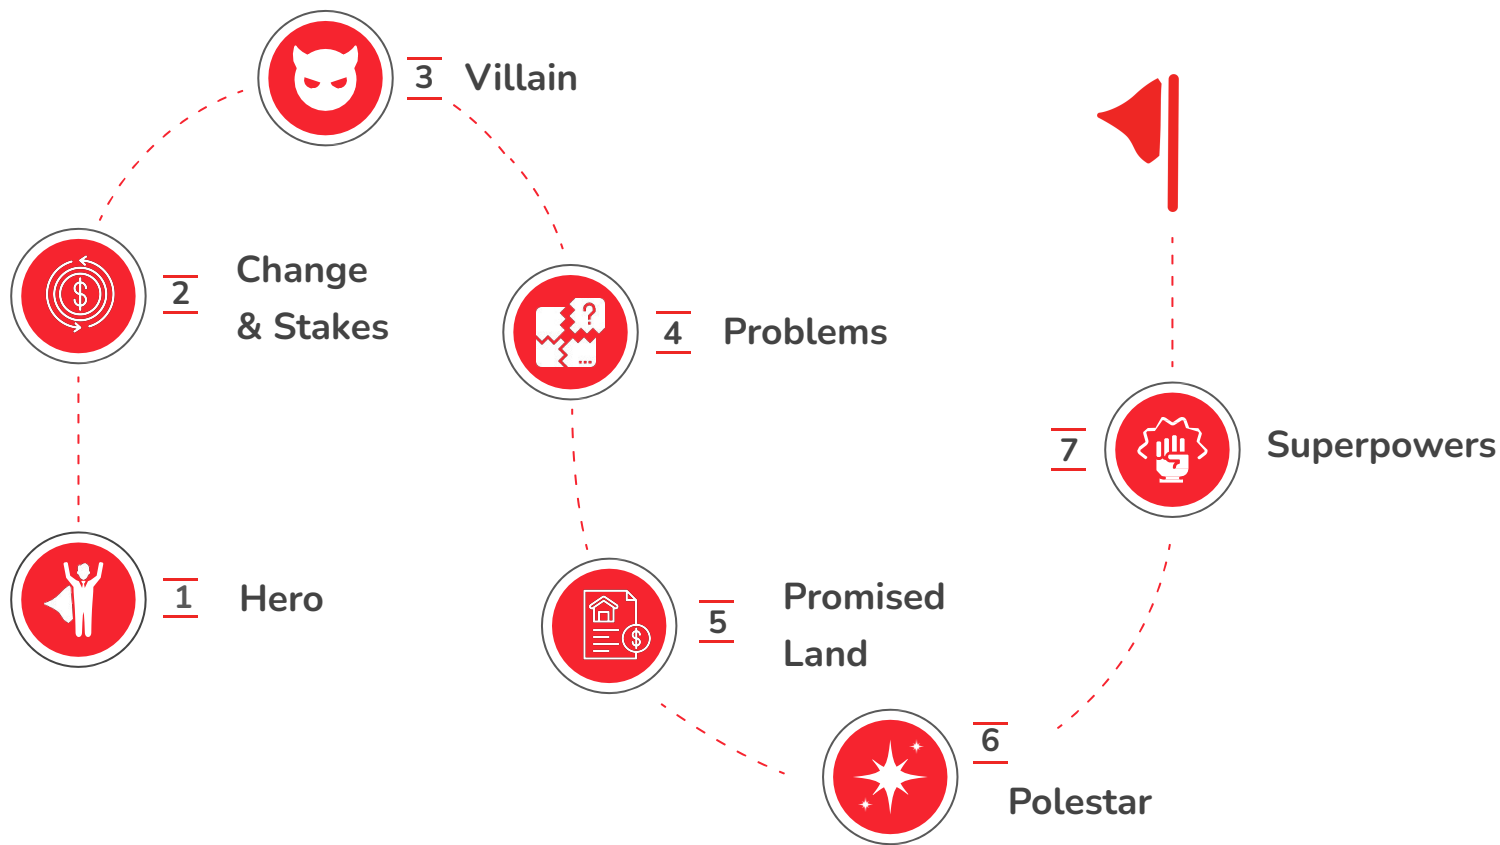 1
Hero
2
Change
& Stakes
3
Villain
4
Problems
?
5
Promised
Land
$
6
Polestar
7
Superpowers
$